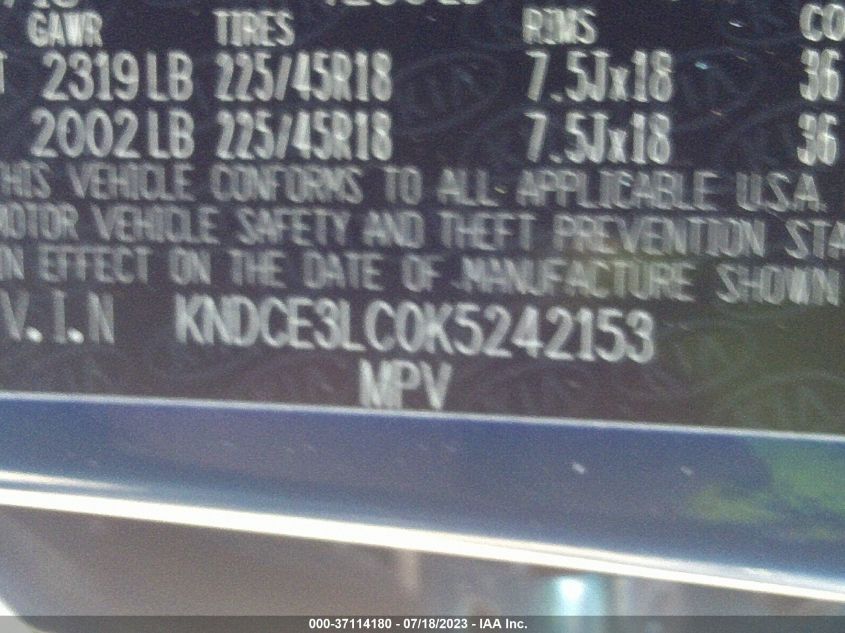 GAWR TIRES RIMS CO
2319 LB 225/45R18 7.5Jx18 36
2002 LB 225/45R18 7.5Jx18 36
THIS VEHICLE CONFORMS TO ALL APPLICABLE U.S.A.
MOTOR VEHICLE SAFETY AND THEFT PREVENTION STA
IN EFFECT ON THE DATE OF MANUFACTURE SHOWN
V.I.N KNDCE3LC0K5242153
MPV
000-37114180 - 07/18/2023 - IAA Inc.